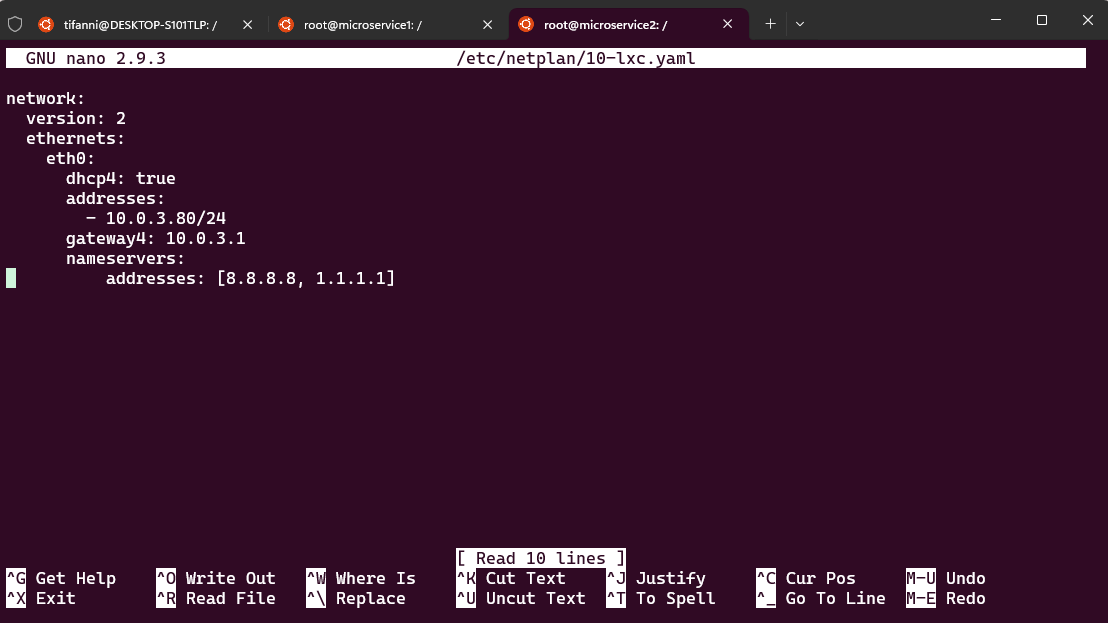 tifanni@DESKTOP-S101TLP: /
root@microservice1: /
root@microservice2: /
GNU nano 2.9.3 /etc/netplan/10-lxc.yaml
network:
  version: 2
  ethernets:
    eth0:
      dhcp4: true
      addresses:
        - 10.0.3.80/24
      gateway4: 10.0.3.1
      nameservers:
          addresses: [8.8.8.8, 1.1.1.1]
[ Read 10 lines ]
^G Get Help ^O Write Out ^W Where Is ^K Cut Text ^J Justify ^C Cur Pos M-U Undo
^X Exit ^R Read File ^\ Replace ^U Uncut Text ^T To Spell ^_ Go To Line M-E Redo